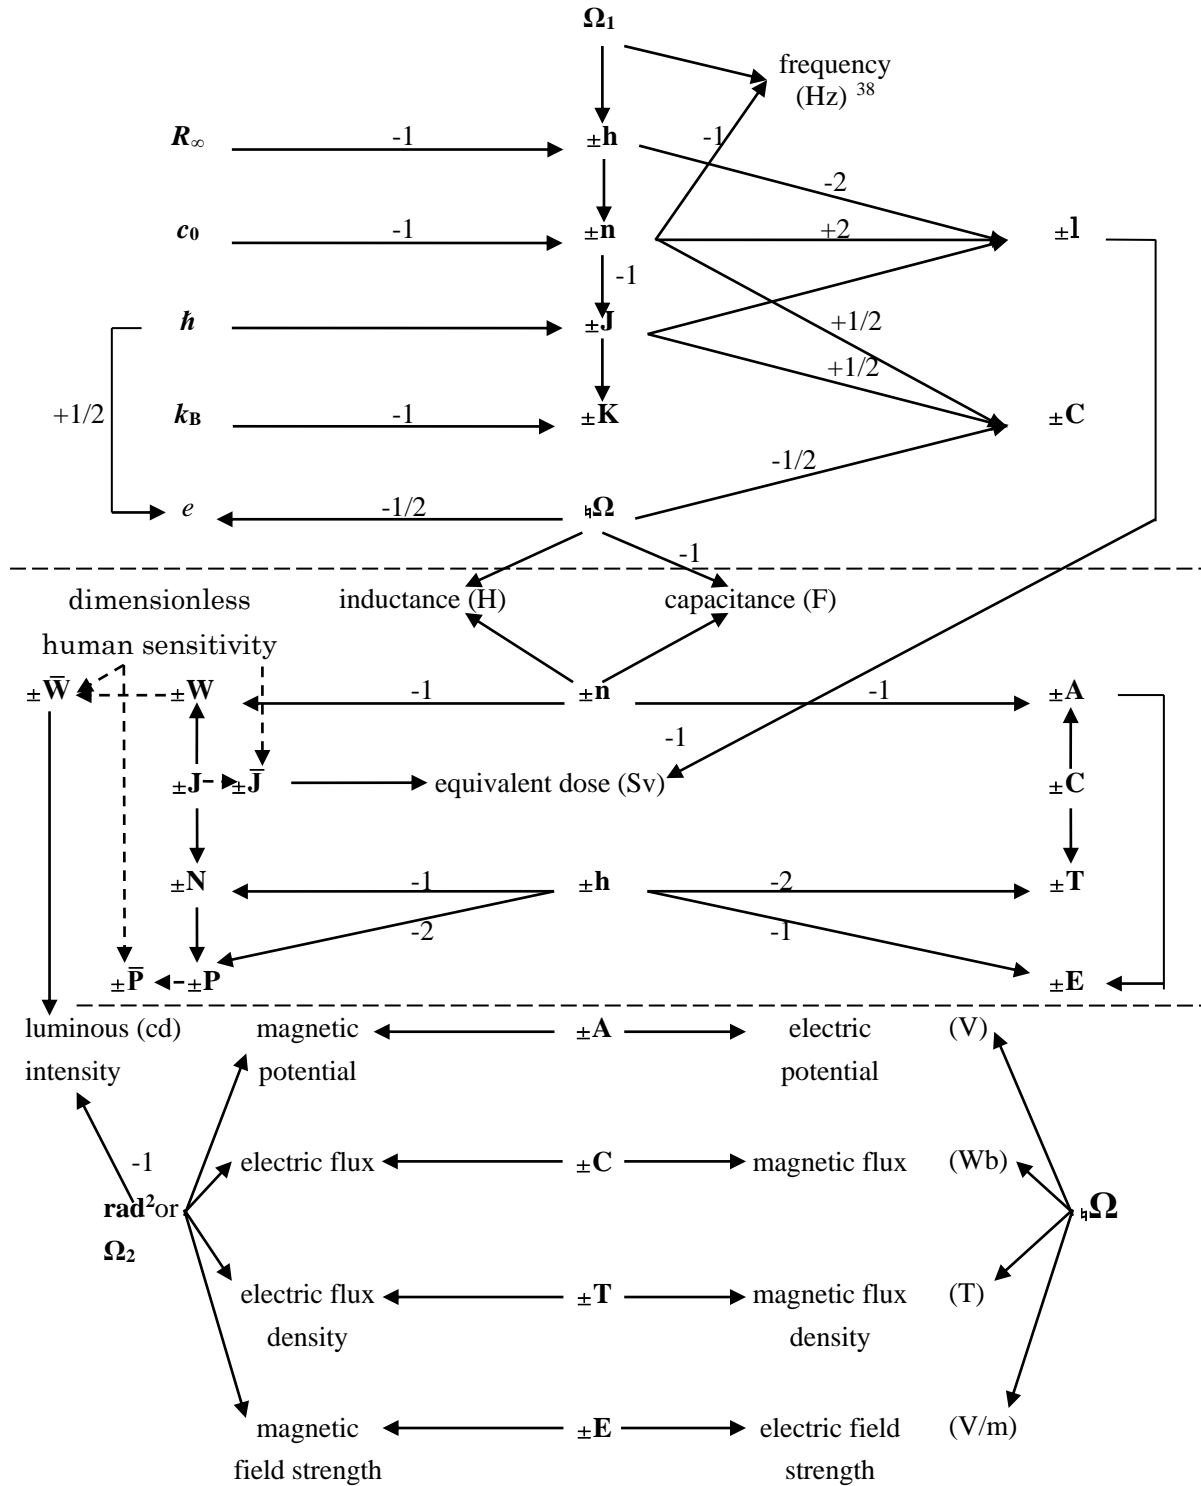 Ω₁
frequency
(Hz) ³⁸
R∞ -1 ±h -1
-2
c₀ -1 ±n +2 ±l
-1
ℏ ±J +1/2
+1/2
+1/2 k_B -1 ±K ±C
-1/2
e -1/2 ♮Ω
-1
dimensionless inductance (H) capacitance (F)
human sensitivity
±W̄ ±W -1 ±n -1 ±A
-1
±J ±J̄ equivalent dose (Sv) ±C
±N -1 ±h -2 ±T
-2 -1
±P̄ ±P ±E
luminous (cd) magnetic ±A electric (V)
intensity potential potential
-1 electric flux ±C magnetic flux (Wb)
rad² or ♮Ω
Ω₂
electric flux ±T magnetic flux (T)
density density
magnetic ±E electric field (V/m)
field strength strength